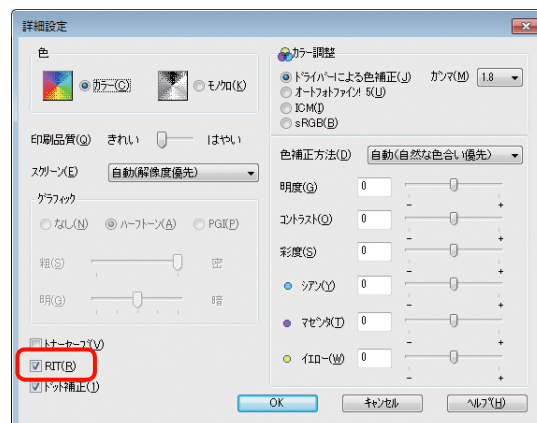 詳細設定
色
カラー(C)
モノクロ(K)
印刷品質(Q) きれい はやい
スクリーン(E) 自動(解像度優先)
グラフィック
なし(N) ハーフトーン(A) PGI(P)
粗(S) 密
明(G) 暗
トナーセーブ(V)
RIT(R)
ドット補正(1)
カラー調整
ドライバーによる色補正(J) ガンマ(M) 1.8
オートフォトファイン! 5(U)
ICM(I)
sRGB(B)
色補正方法(D) 自動(自然な色合い優先)
明度(G) 0 - +
コントラスト(O) 0 - +
彩度(S) 0 - +
シアン(Y) 0 - +
マゼンタ(T) 0 - +
イエロー(W) 0 - +
OK キャンセル ヘルプ(H)